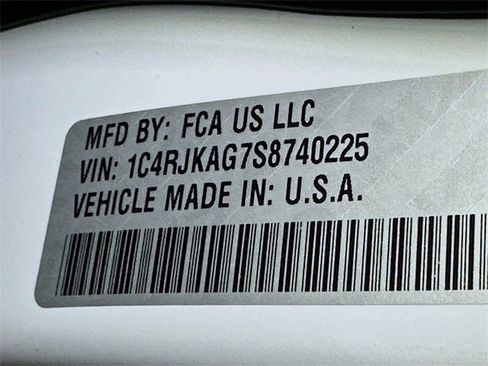 MFD BY: FCA US LLC
VIN: 1C4RJKAG7S8740225
VEHICLE MADE IN: U.S.A.